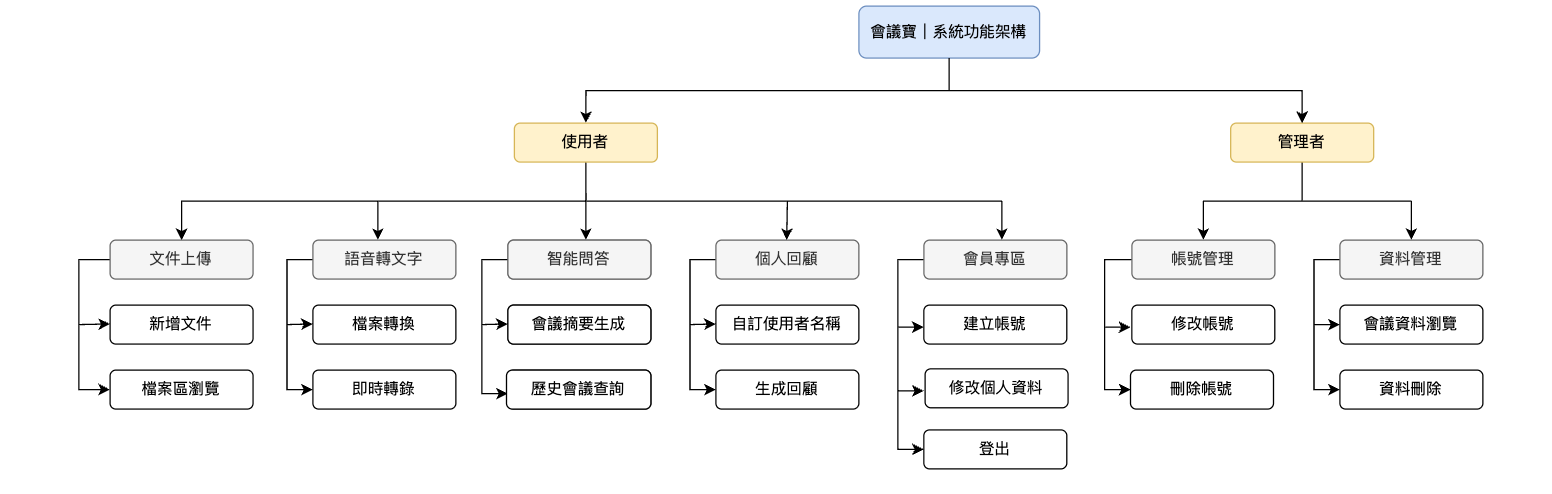 會議寶｜系統功能架構
使用者
管理者
文件上傳
語音轉文字
智能問答
個人回顧
會員專區
帳號管理
資料管理
新增文件
檔案轉換
會議摘要生成
自訂使用者名稱
建立帳號
修改帳號
會議資料瀏覽
檔案區瀏覽
即時轉錄
歷史會議查詢
生成回顧
修改個人資料
刪除帳號
資料刪除
登出